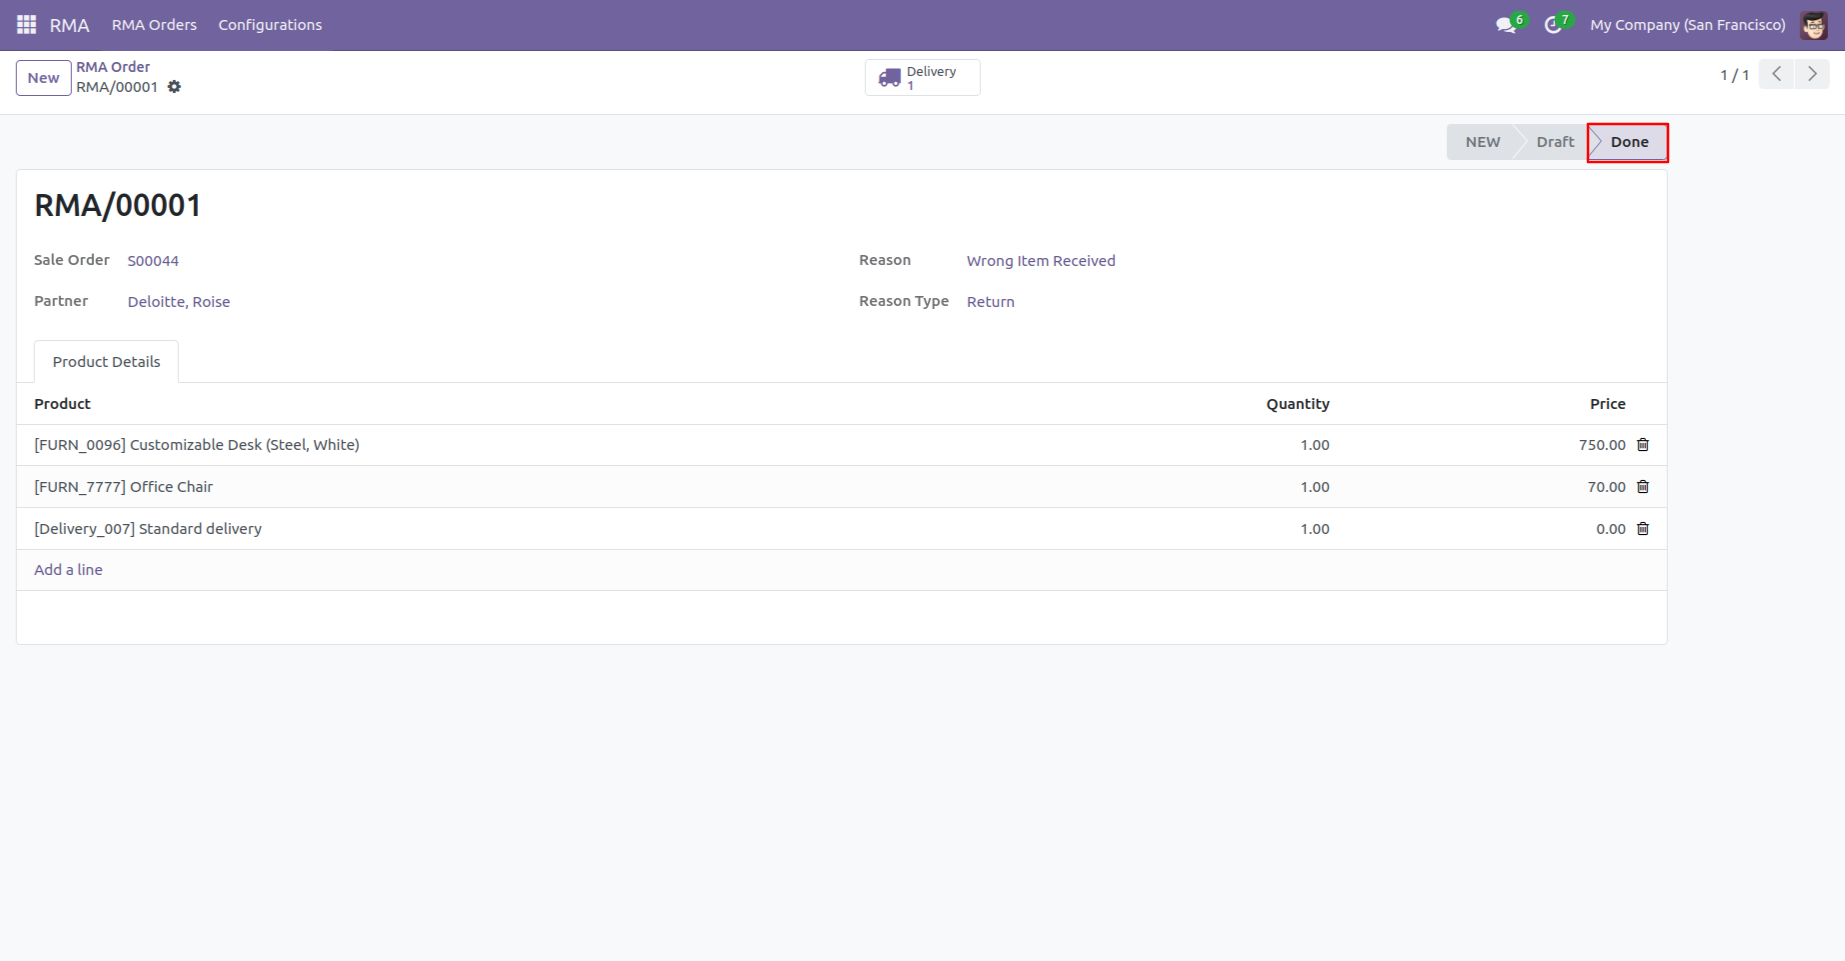 RMA RMA Orders Configurations 6 7 My Company (San Francisco)
New RMA Order Delivery 1 / 1
RMA/00001 1
NEW Draft Done
RMA/00001
Sale Order S00044 Reason Wrong Item Received
Partner Deloitte, Roise Reason Type Return
Product Details
Product Quantity Price
[FURN_0096] Customizable Desk (Steel, White) 1.00 750.00
[FURN_7777] Office Chair 1.00 70.00
[Delivery_007] Standard delivery 1.00 0.00
Add a line